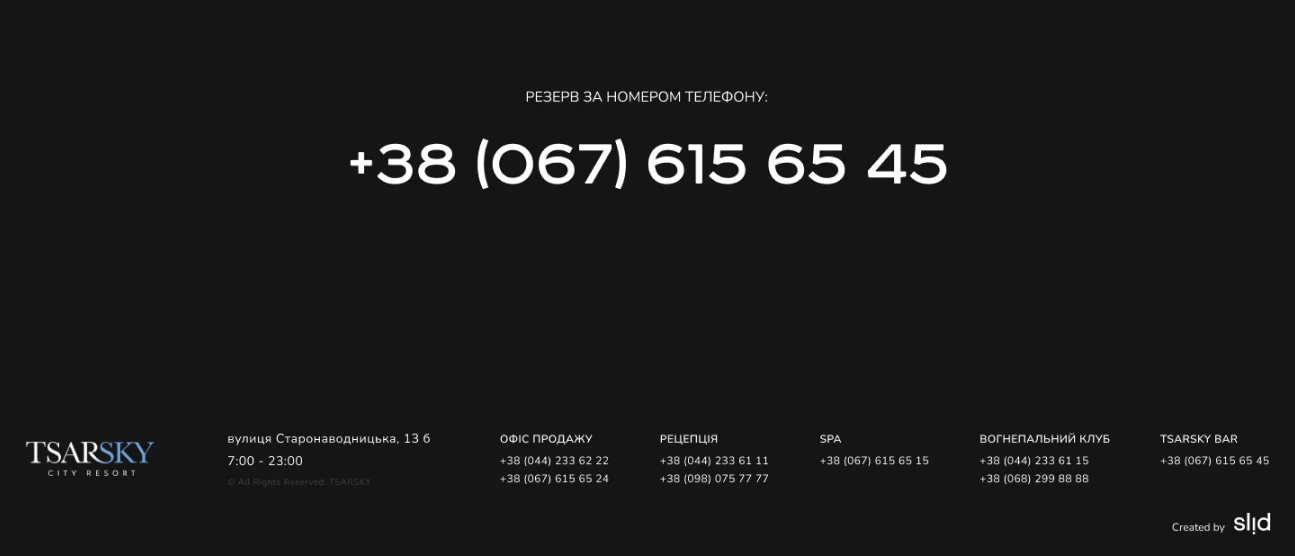 РЕЗЕРВ ЗА НОМЕРОМ ТЕЛЕФОНУ:
+38 (067) 615 65 45
TSARSKY
CITY RESORT
вулиця Старонаводницька, 13 б
7:00 - 23:00
© All Rights Reserved. TSARSKY
ОФІС ПРОДАЖУ
+38 (044) 233 62 22
+38 (067) 615 65 24
РЕЦЕПЦІЯ
+38 (044) 233 61 11
+38 (098) 075 77 77
SPA
+38 (067) 615 65 15
ВОГНЕПАЛЬНИЙ КЛУБ
+38 (044) 233 61 15
+38 (068) 299 88 88
TSARSKY BAR
+38 (067) 615 65 45
Created by slid